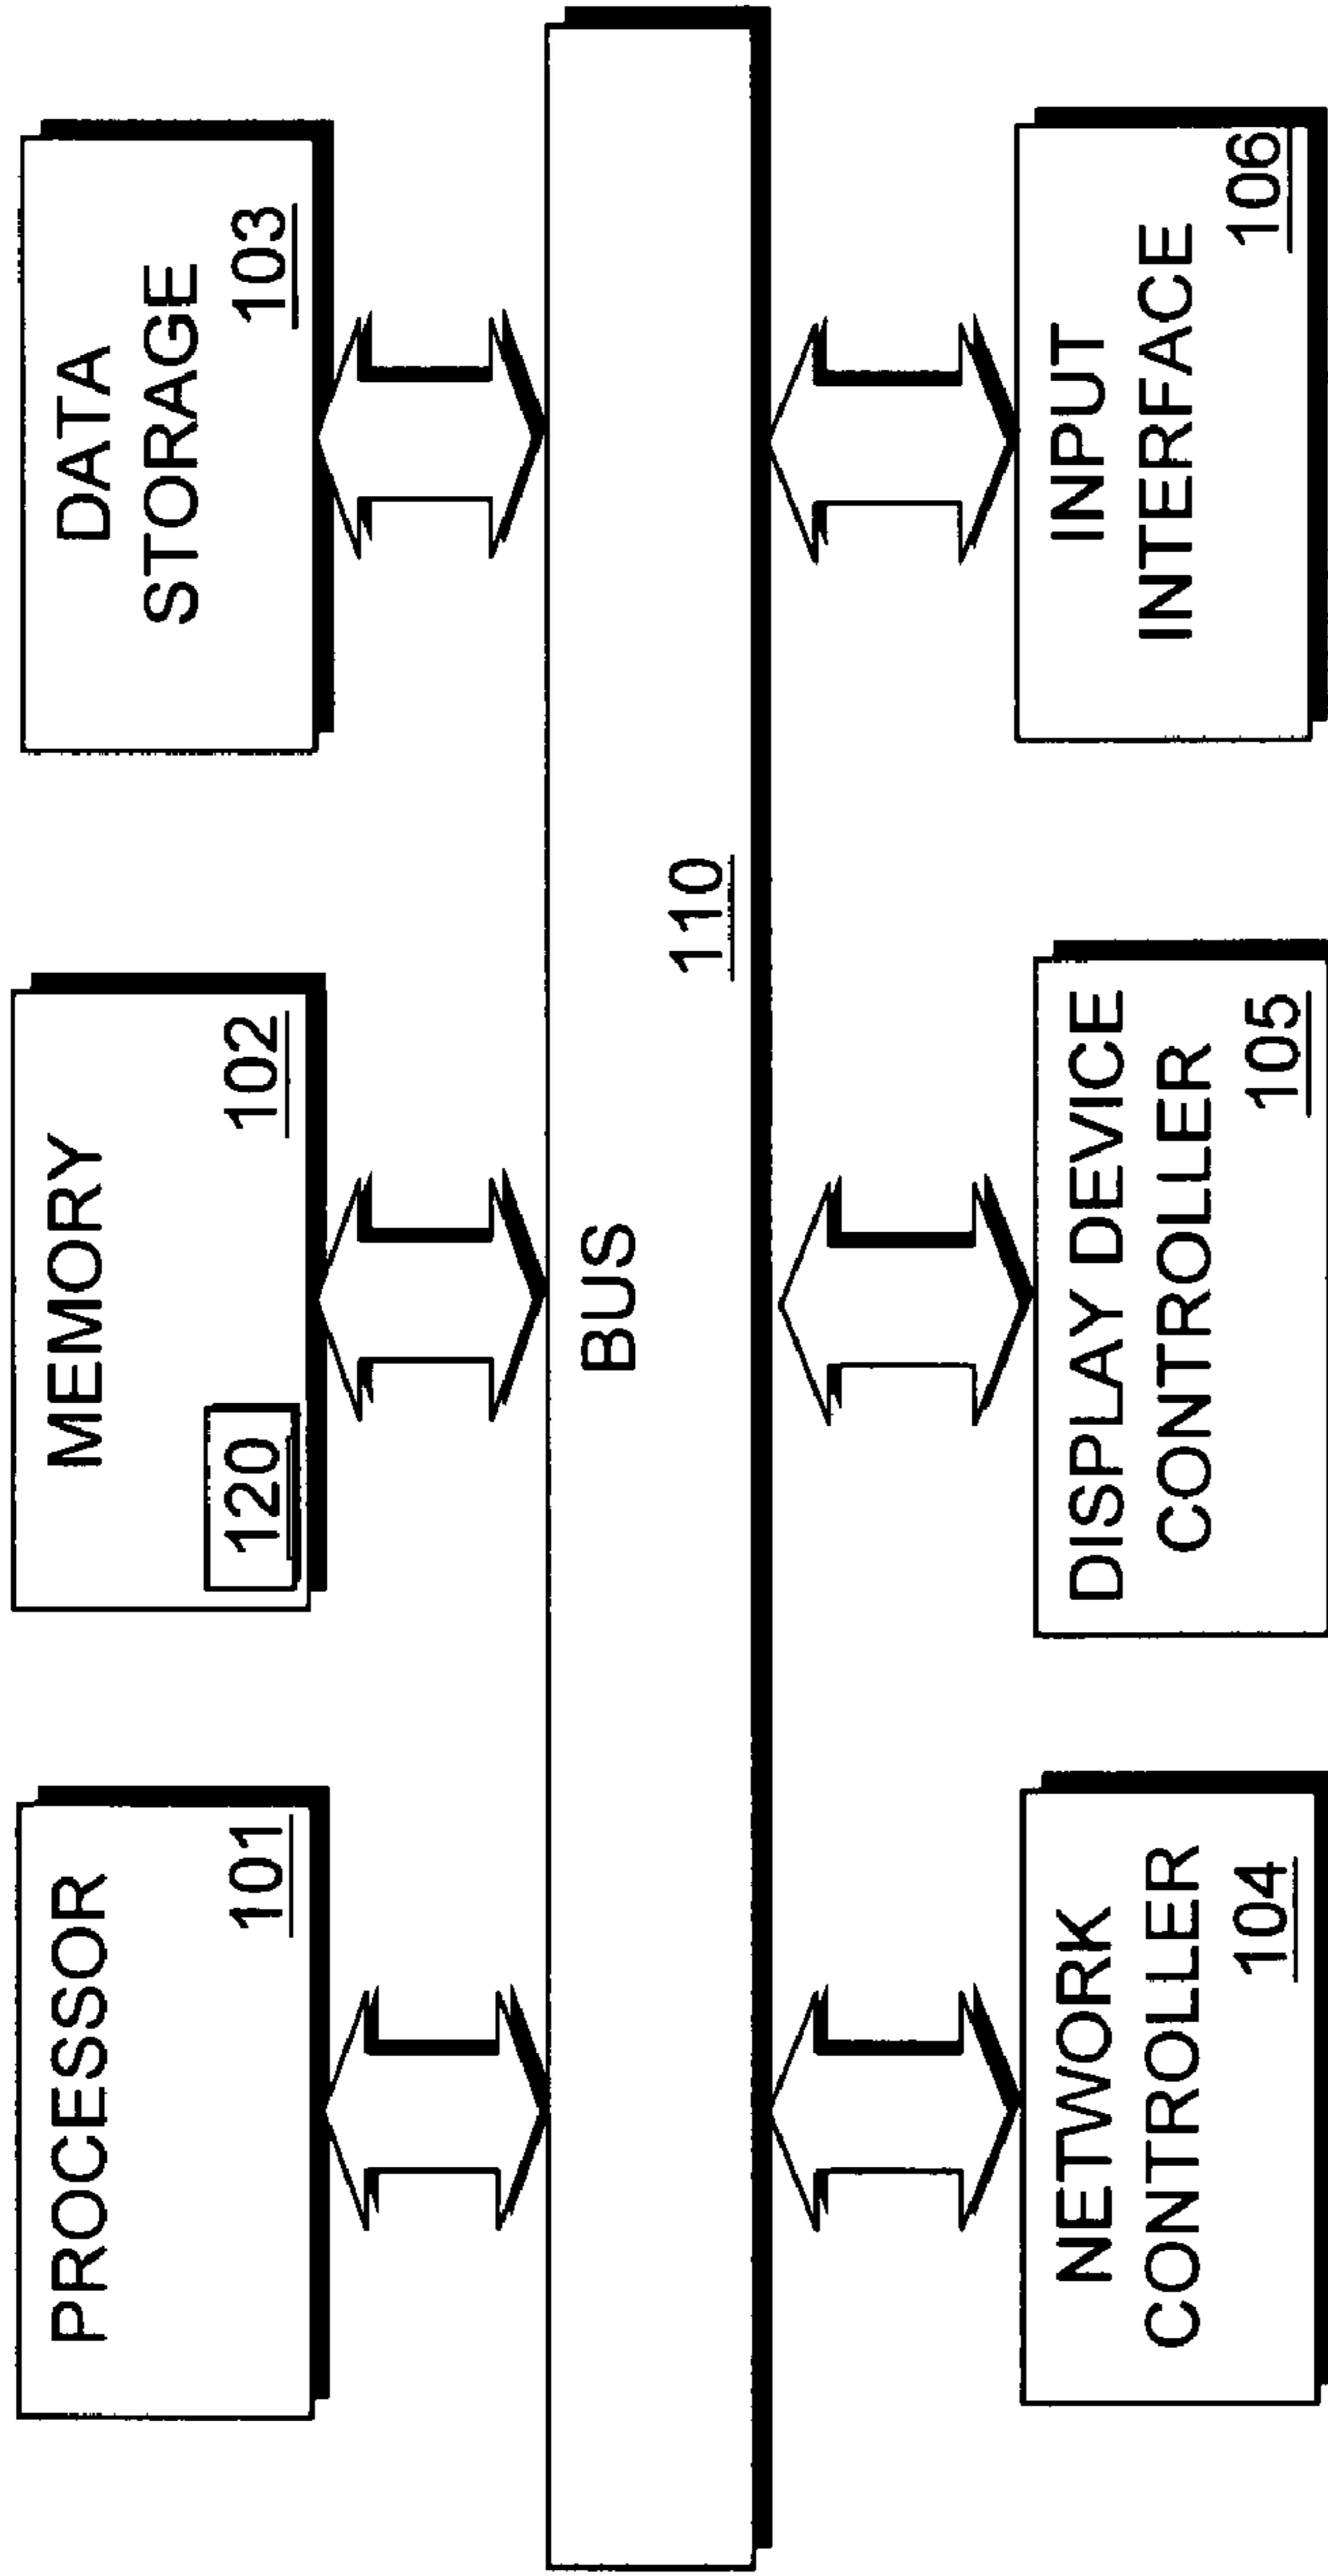 PROCESSOR
101
MEMORY
120
102
DATA
STORAGE
103
BUS
110
NETWORK
CONTROLLER
104
DISPLAY DEVICE
CONTROLLER
105
INPUT
INTERFACE
106